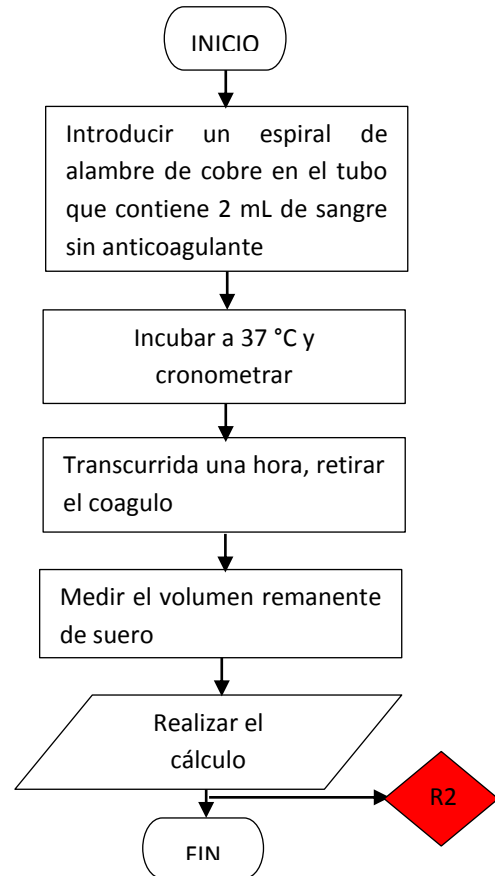 INICIO
Introducir un espiral de
alambre de cobre en el tubo
que contiene 2 mL de sangre
sin anticoagulante
Incubar a 37 °C y
cronometrar
Transcurrida una hora, retirar
el coagulo
Medir el volumen remanente
de suero
Realizar el
cálculo
R2
FIN